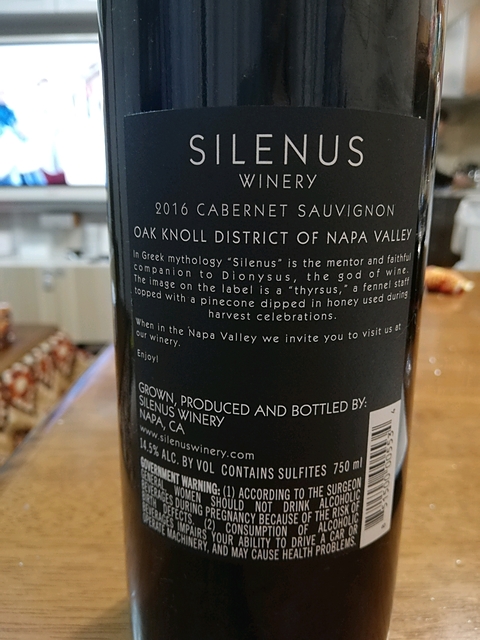 SILENUS
WINERY
2016 CABERNET SAUVIGNON
OAK KNOLL DISTRICT OF NAPA VALLEY
In Greek mythology "Silenus" is the mentor and faithful
companion to Dionysus, the god of wine.
The image on the label is a "thyrsus," a fennel staff
topped with a pinecone dipped in honey used during
harvest celebrations.
When in the Napa Valley we invite you to visit us at
our winery.
Enjoy!
GROWN, PRODUCED AND BOTTLED BY:
SILENUS WINERY
NAPA, CA
www.silenuswinery.com
14.5% ALC. BY VOL CONTAINS SULFITES 750 ml
GOVERNMENT WARNING: (1) ACCORDING TO THE SURGEON
GENERAL, WOMEN SHOULD NOT DRINK ALCOHOLIC
BEVERAGES DURING PREGNANCY BECAUSE OF THE RISK OF
BIRTH DEFECTS. (2) CONSUMPTION OF ALCOHOLIC
BEVERAGES IMPAIRS YOUR ABILITY TO DRIVE A CAR OR
OPERATE MACHINERY, AND MAY CAUSE HEALTH PROBLEMS.